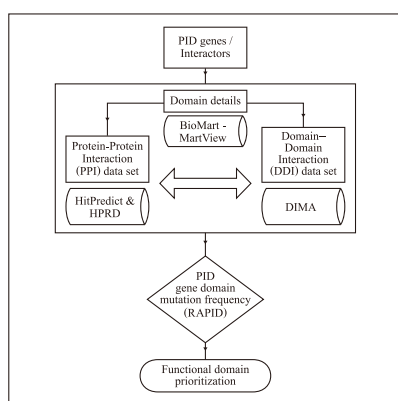 PID genes /
Interactors
Domain details
BioMart -
MartView
Protein-Protein
Interaction
(PPI) data set
Domain–
Domain
Interaction
(DDI) data set
HitPredict &
HPRD
DIMA
PID
gene domain
mutation frequency
(RAPID)
Functional domain
prioritization